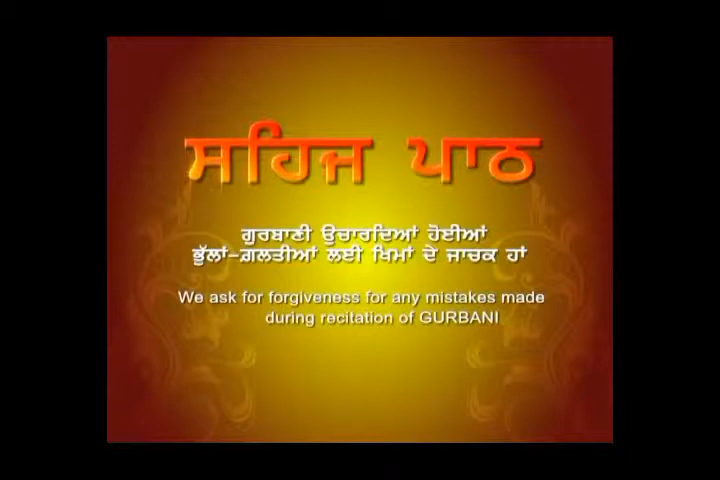 ਸਹਿਜ ਪਾਠ
ਗੁਰਬਾਣੀ ਉਚਾਰਦਿਆਂ ਹੋਈਆਂ
ਭੁੱਲਾਂ-ਗ਼ਲਤੀਆਂ ਲਈ ਖਿਮਾਂ ਦੇ ਜਾਚਕ ਹਾਂ
We ask for forgiveness for any mistakes made
during recitation of GURBANI